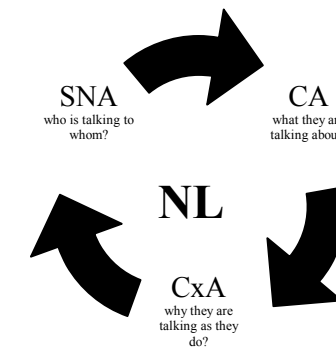 SNA
who is talking to
whom?
CA
what they
talking
NL
CxA
why they are
talking as they
do?